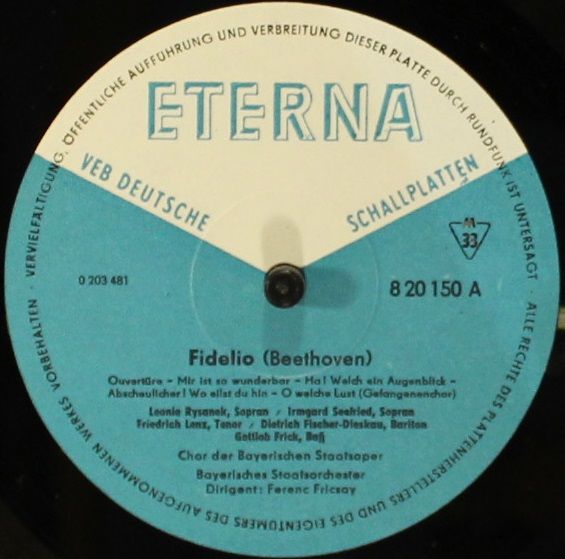 VERVIELFÄLTIGUNG, ÖFFENTLICHE AUFFÜHRUNG UND VERBREITUNG DIESER PLATTE DURCH RUNDFUNK IST UNTERSAGT · ALLE RECHTE DES PLATTENHERSTELLERS UND DES EIGENTÜMERS DES AUFGENOMMENEN WERKES VORBEHALTEN ·
ETERNA
VEB DEUTSCHE SCHALLPLATTEN
M
33
0 203 481
8 20 150 A
Fidelio (Beethoven)
Ouvertüre – Mir ist so wunderbar – Ha! Welch ein Augenblick –
Abscheulicher! Wo eilst du hin – O welche Lust (Gefangenenchor)
Leonie Rysanek, Sopran / Irmgard Seefried, Sopran
Friedrich Lenz, Tenor / Dietrich Fischer-Dieskau, Bariton
Gottlob Frick, Baß
Chor der Bayerischen Staatsoper
Bayerisches Staatsorchester
Dirigent: Ferenc Fricsay